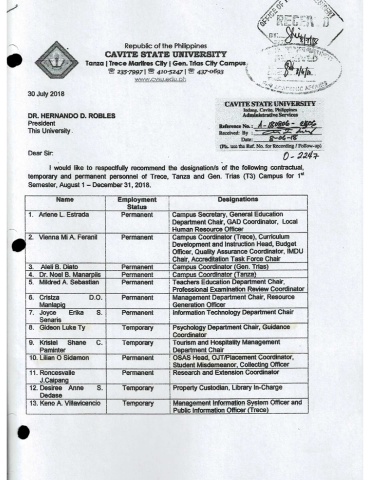 OFFICE OF
Republic of the Philippines
CAVITE STATE UNIVERSITY
Tanza | Trece Martires City | Gen. Trias City Campus
☏ 235-7997 | ☏ 410-5247 | ☏ 437-0693
www.cvsu.edu.ph
30 July 2018
CAVITE STATE UNIVERSITY
Indang, Cavite, Philippines
Administrative Services
Reference No.:
Received By :
Date:
(Pls. use the Ref. No. for Recording / Follow-up)
0-2247
DR. HERNANDO D. ROBLES
President
This University
Dear Sir:
I would like to respectfully recommend the designation/s of the following contractual,
temporary and permanent personnel of Trece, Tanza and Gen. Trias (T3) Campus for 1st
Semester, August 1 – December 31, 2018.
Name Employment Status Designations
1. Arlene L. Estrada Permanent Campus Secretary, General Education
Department Chair, GAD Coordinator, Local
Human Resource Officer
2. Vienna Mi A. Feranil Permanent Campus Coordinator (Trece), Curriculum
Development and Instruction Head, Budget
Officer, Quality Assurance Coordinator, IMDU
Chair, Accreditation Task Force Chair
3. Aleli B. Diato Permanent Campus Coordinator (Gen. Trias)
4. Dr. Noel B. Manarpiis Permanent Campus Coordinator (Tanza)
5. Mildred A. Sebastian Permanent Teachers Education Department Chair,
Professional Examination Review Coordinator
6. Cristza D.O. Manlapig Permanent Management Department Chair, Resource
Generation Officer
7. Joyce Erika S. Senaris Permanent Information Technology Department Chair
8. Gideon Luke Ty Temporary Psychology Department Chair, Guidance
Coordinator
9. Kristel Shane C. Paminter Temporary Tourism and Hospitality Management
Department Chair
10. Lilian O Sidamon Permanent OSAS Head, OJT/Placement Coordinator,
Student Misdemeanor, Collecting Officer
11. Roncesvalle J.Caipang Permanent Research and Extension Coordinator
12. Desiree Anne S. Dedase Temporary Property Custodian, Library In-Charge
13. Keno A. Villavicencio Temporary Management Information System Officer and
Public Information Officer (Trece)